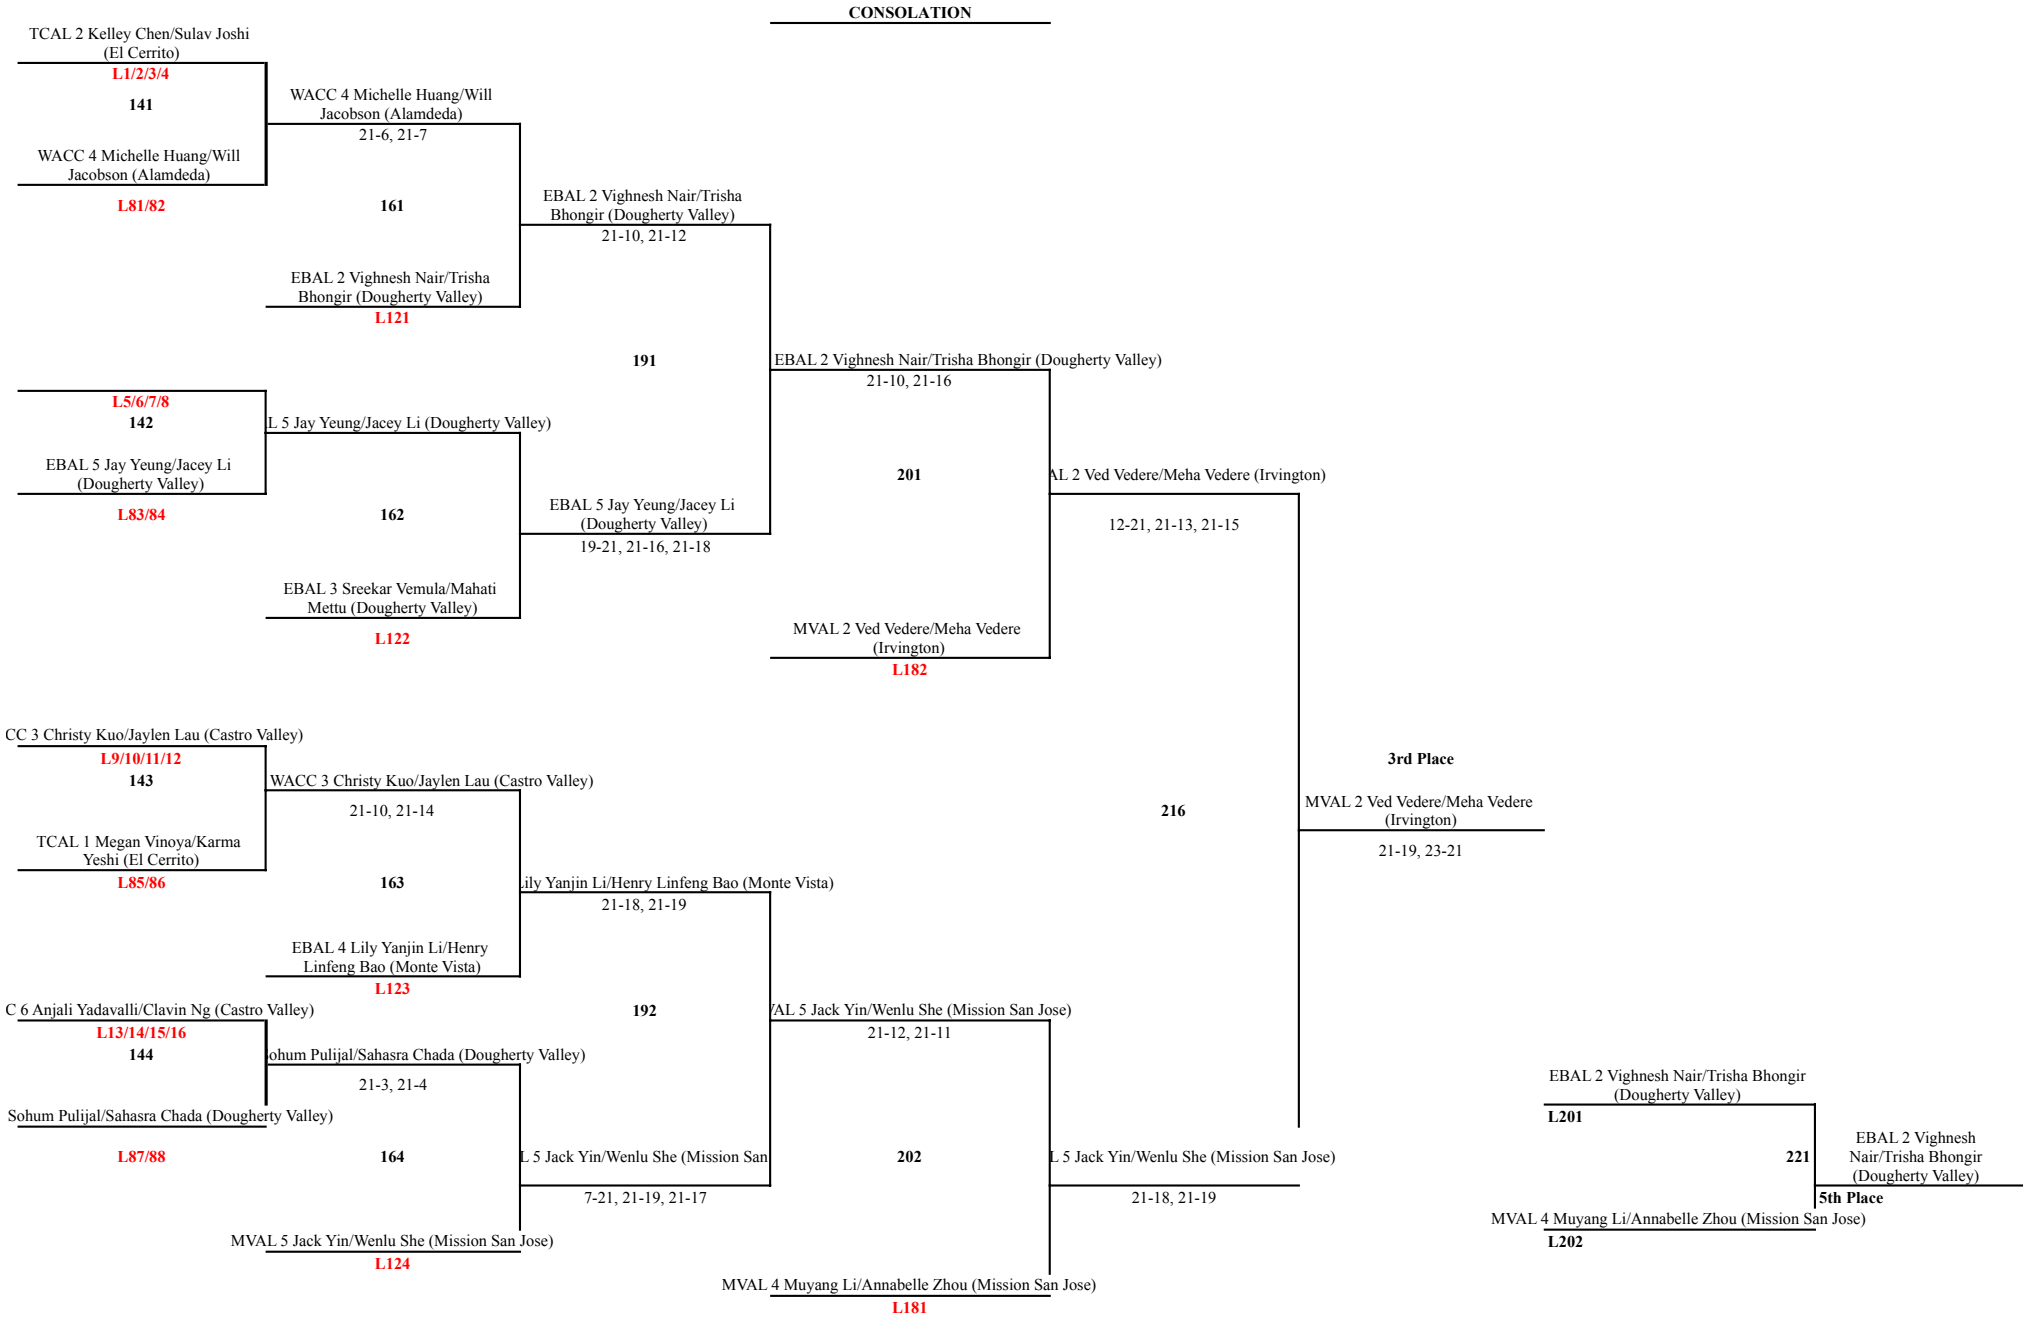 CONSOLATION
TCAL 2 Kelley Chen/Sulav Joshi
(El Cerrito)
L1/2/3/4
141
WACC 4 Michelle Huang/Will
Jacobson (Alamdeda)
21-6, 21-7
WACC 4 Michelle Huang/Will
Jacobson (Alamdeda)
L81/82
161
EBAL 2 Vighnesh Nair/Trisha
Bhongir (Dougherty Valley)
21-10, 21-12
EBAL 2 Vighnesh Nair/Trisha
Bhongir (Dougherty Valley)
L121
191
EBAL 2 Vighnesh Nair/Trisha Bhongir (Dougherty Valley)
21-10, 21-16
L5/6/7/8
142
L 5 Jay Yeung/Jacey Li (Dougherty Valley)
EBAL 5 Jay Yeung/Jacey Li
(Dougherty Valley)
L83/84
162
EBAL 5 Jay Yeung/Jacey Li
(Dougherty Valley)
19-21, 21-16, 21-18
201
AL 2 Ved Vedere/Meha Vedere (Irvington)
12-21, 21-13, 21-15
EBAL 3 Sreekar Vemula/Mahati
Mettu (Dougherty Valley)
L122
MVAL 2 Ved Vedere/Meha Vedere
(Irvington)
L182
CC 3 Christy Kuo/Jaylen Lau (Castro Valley)
L9/10/11/12
143
WACC 3 Christy Kuo/Jaylen Lau (Castro Valley)
21-10, 21-14
TCAL 1 Megan Vinoya/Karma
Yeshi (El Cerrito)
L85/86
163
Lily Yanjin Li/Henry Linfeng Bao (Monte Vista)
21-18, 21-19
216
3rd Place
MVAL 2 Ved Vedere/Meha Vedere
(Irvington)
21-19, 23-21
EBAL 4 Lily Yanjin Li/Henry
Linfeng Bao (Monte Vista)
L123
192
VAL 5 Jack Yin/Wenlu She (Mission San Jose)
21-12, 21-11
C 6 Anjali Yadavalli/Clavin Ng (Castro Valley)
L13/14/15/16
144
Sohum Pulijal/Sahasra Chada (Dougherty Valley)
21-3, 21-4
Sohum Pulijal/Sahasra Chada (Dougherty Valley)
L87/88
164
L 5 Jack Yin/Wenlu She (Mission San
7-21, 21-19, 21-17
202
L 5 Jack Yin/Wenlu She (Mission San Jose)
21-18, 21-19
MVAL 5 Jack Yin/Wenlu She (Mission San Jose)
L124
MVAL 4 Muyang Li/Annabelle Zhou (Mission San Jose)
L181
EBAL 2 Vighnesh Nair/Trisha Bhongir
(Dougherty Valley)
L201
221
EBAL 2 Vighnesh
Nair/Trisha Bhongir
(Dougherty Valley)
5th Place
MVAL 4 Muyang Li/Annabelle Zhou (Mission San Jose)
L202